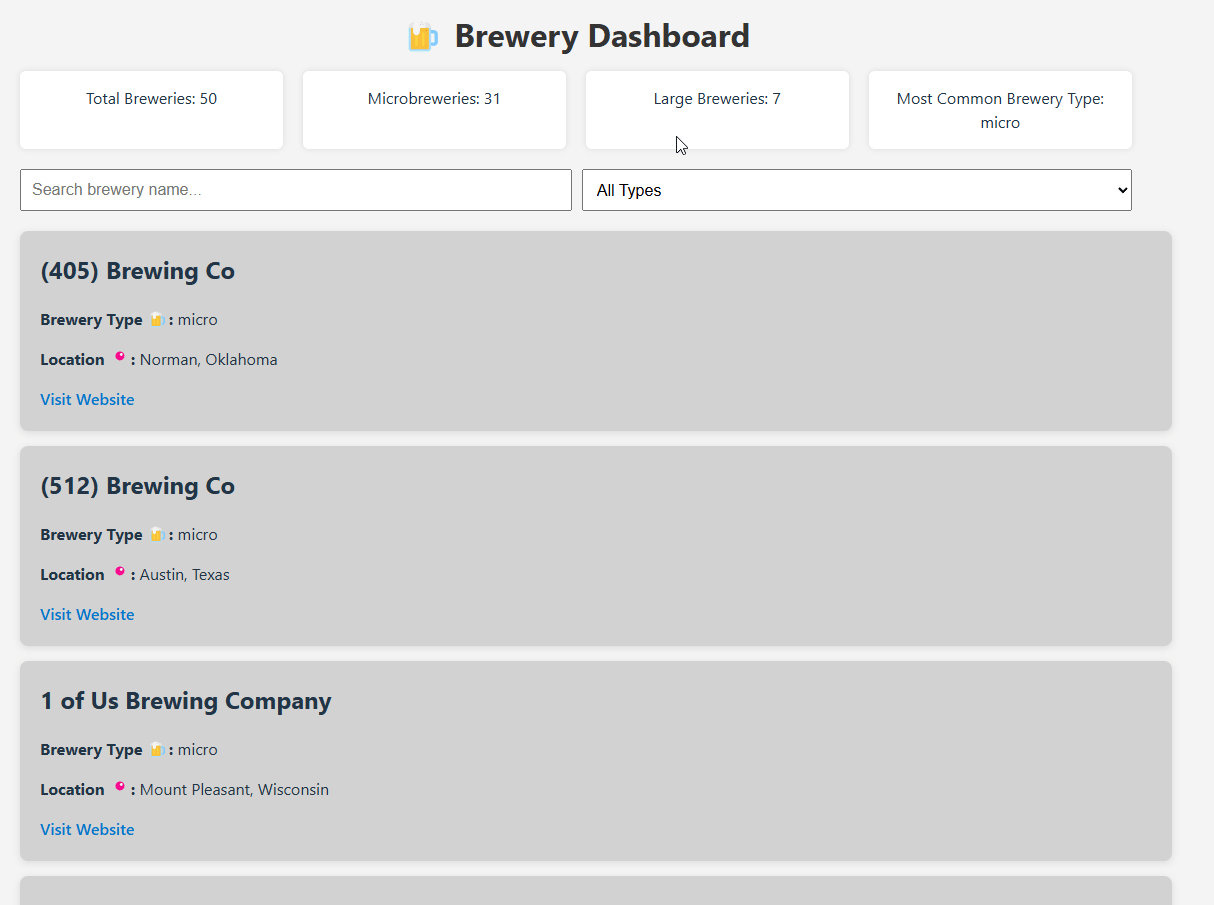 🍺 Brewery Dashboard
Total Breweries: 50
Microbreweries: 31
Large Breweries: 7
Most Common Brewery Type:
micro
Search brewery name...
All Types
(405) Brewing Co
Brewery Type 🍺 : micro
Location 📍 : Norman, Oklahoma
Visit Website
(512) Brewing Co
Brewery Type 🍺 : micro
Location 📍 : Austin, Texas
Visit Website
1 of Us Brewing Company
Brewery Type 🍺 : micro
Location 📍 : Mount Pleasant, Wisconsin
Visit Website